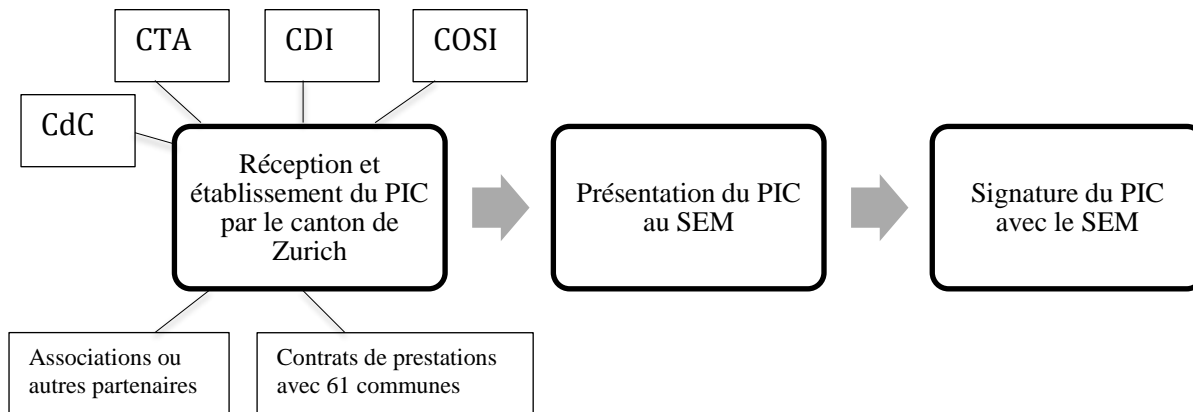 CTA
CDI
COSI
CdC
Réception et
établissement du PIC
par le canton de
Zurich
Présentation du PIC
au SEM
Signature du PIC
avec le SEM
Associations ou
autres partenaires
Contrats de prestations
avec 61 communes